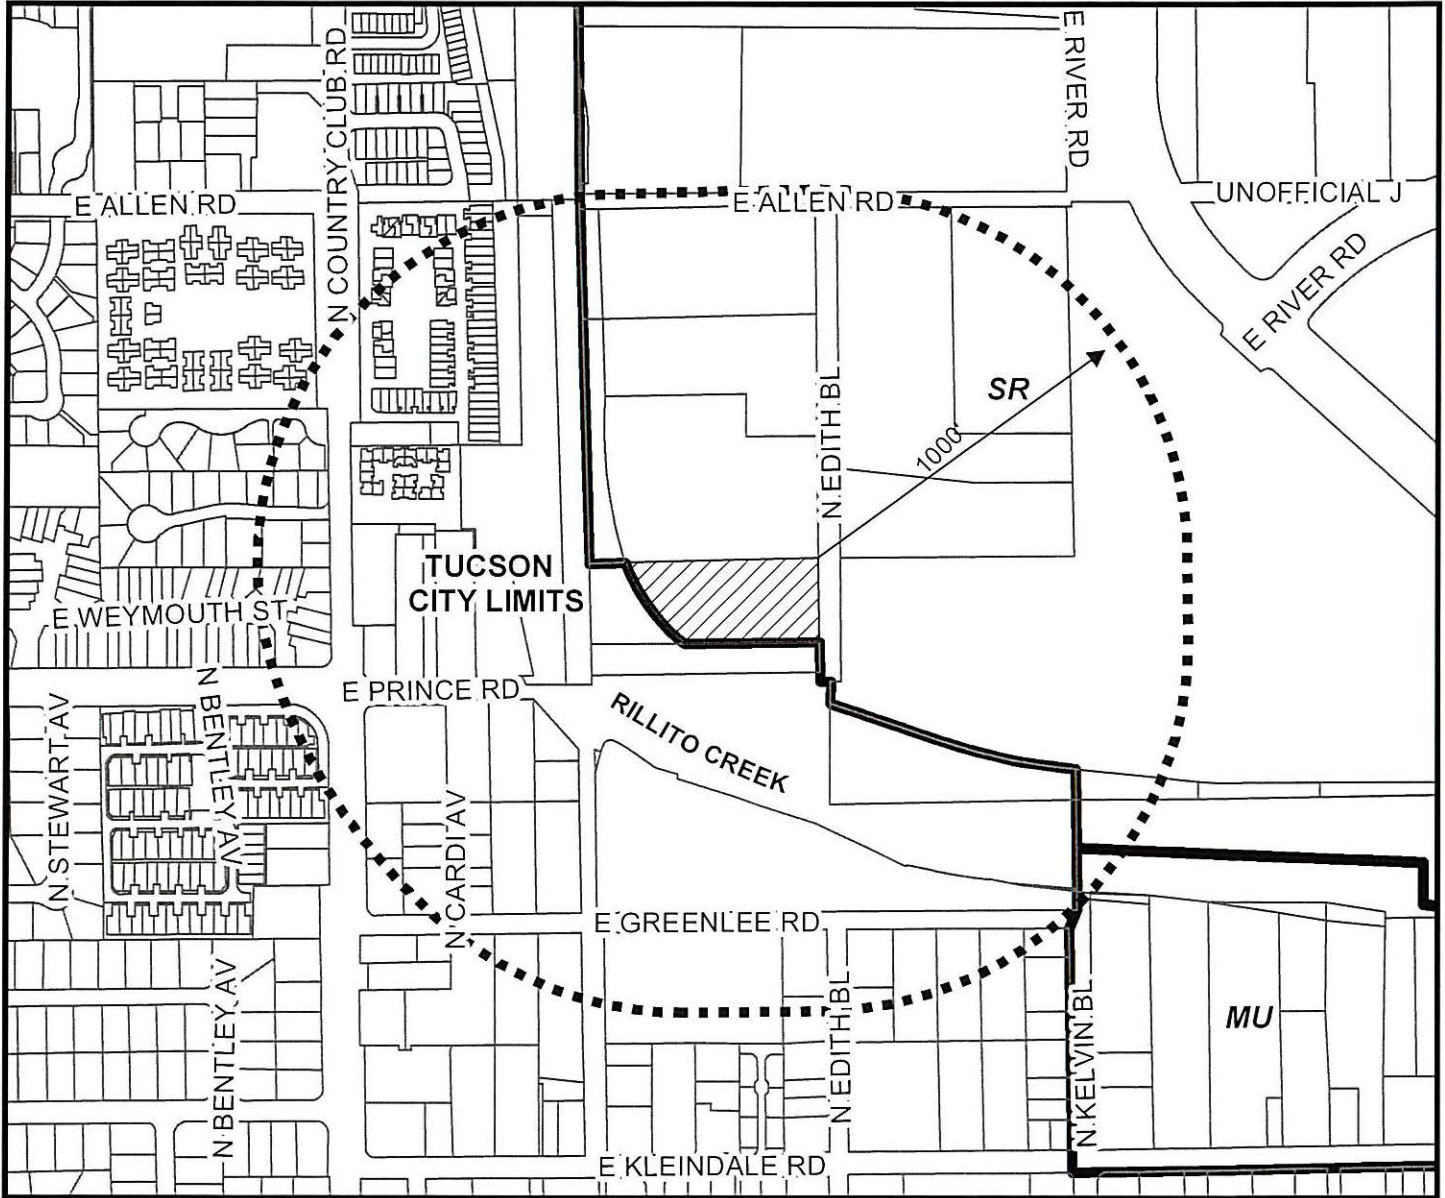 E RIVER RD
N COUNTRY CLUB RD
E ALLEN RD
E ALLEN RD
UNOFFICIAL J
E RIVER RD
SR
1000'
N EDITH BL
TUCSON
CITY LIMITS
E WEYMOUTH ST
E PRINCE RD
RILLITO CREEK
N STEWART AV
N BENTLEY AV
N CARDI AV
E GREENLEE RD
N BENTLEY AV
N EDITH BL
N KELVIN BL
MU
E KLEINDALE RD